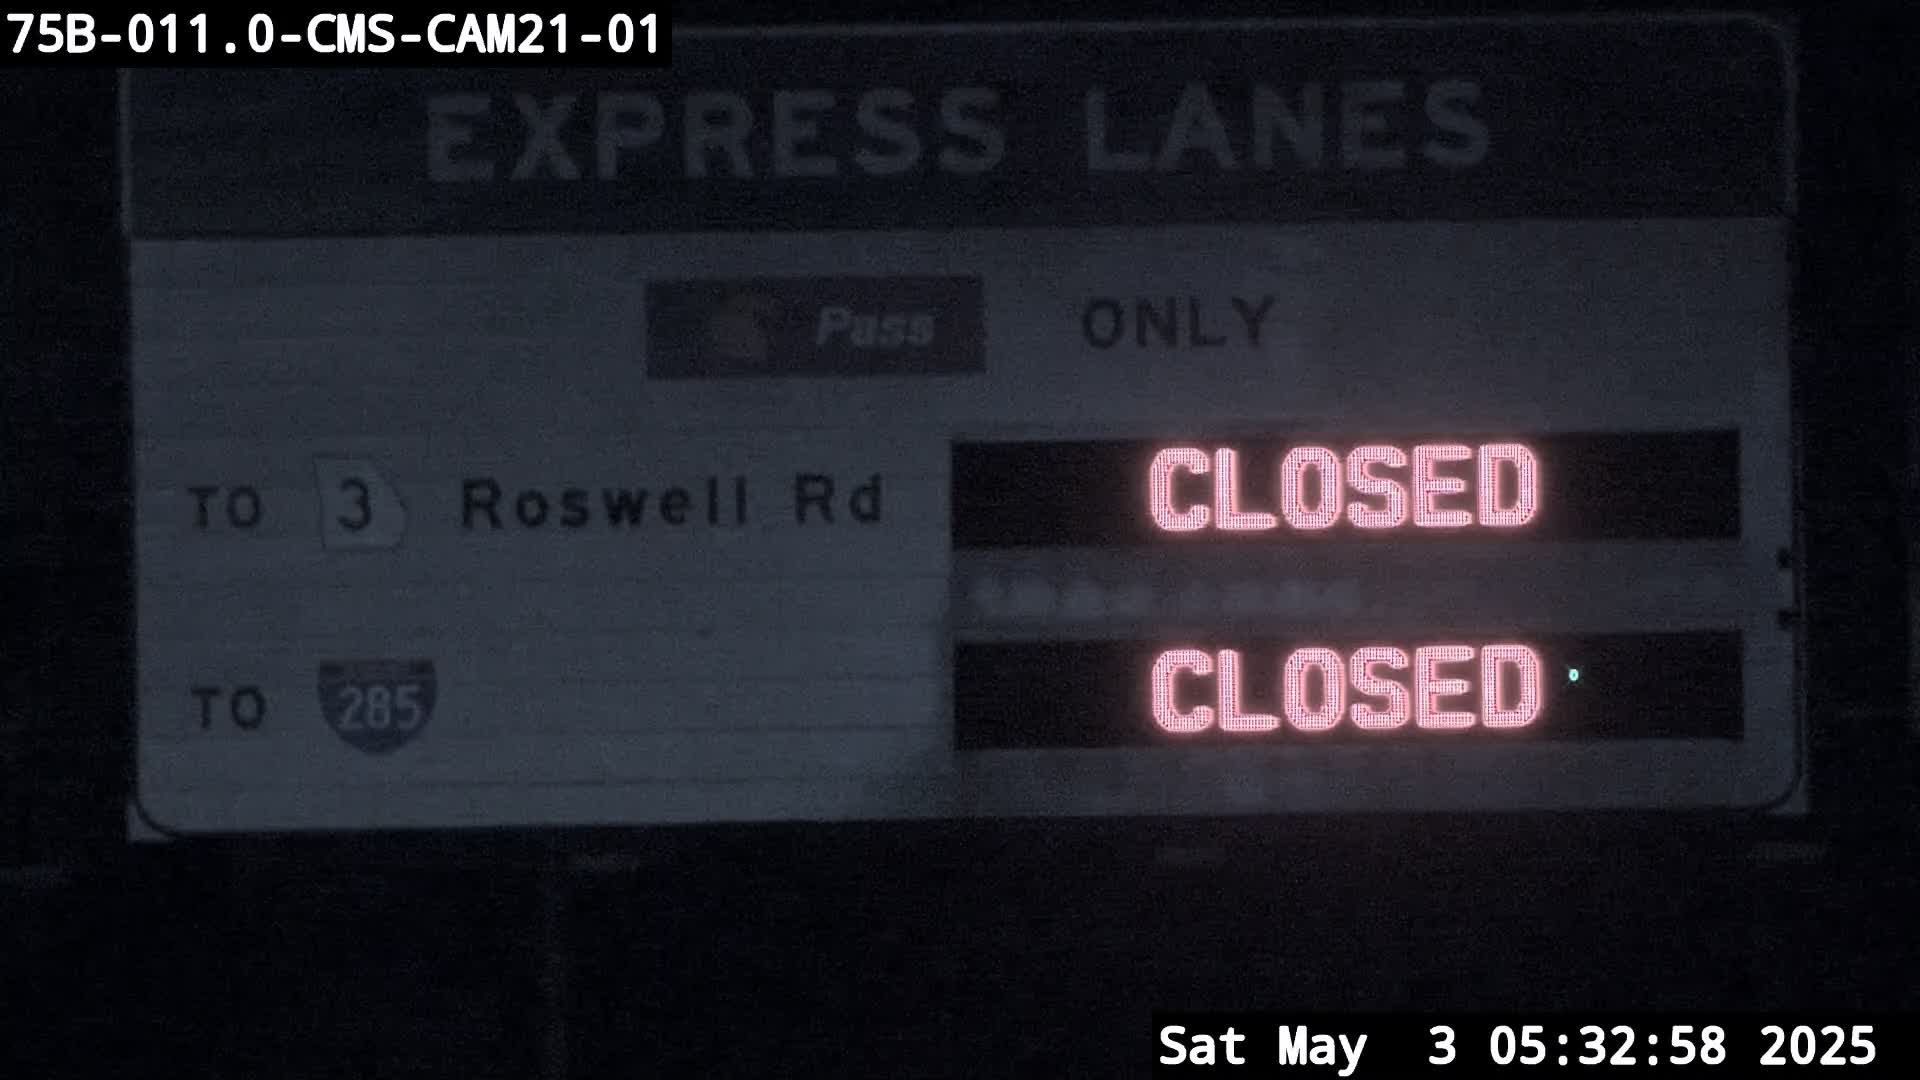 75B-011.0-CMS-CAM21-01
EXPRESS LANES
Pass ONLY
TO 3 Roswell Rd CLOSED
TO 285 CLOSED
Sat May 3 05:32:58 2025